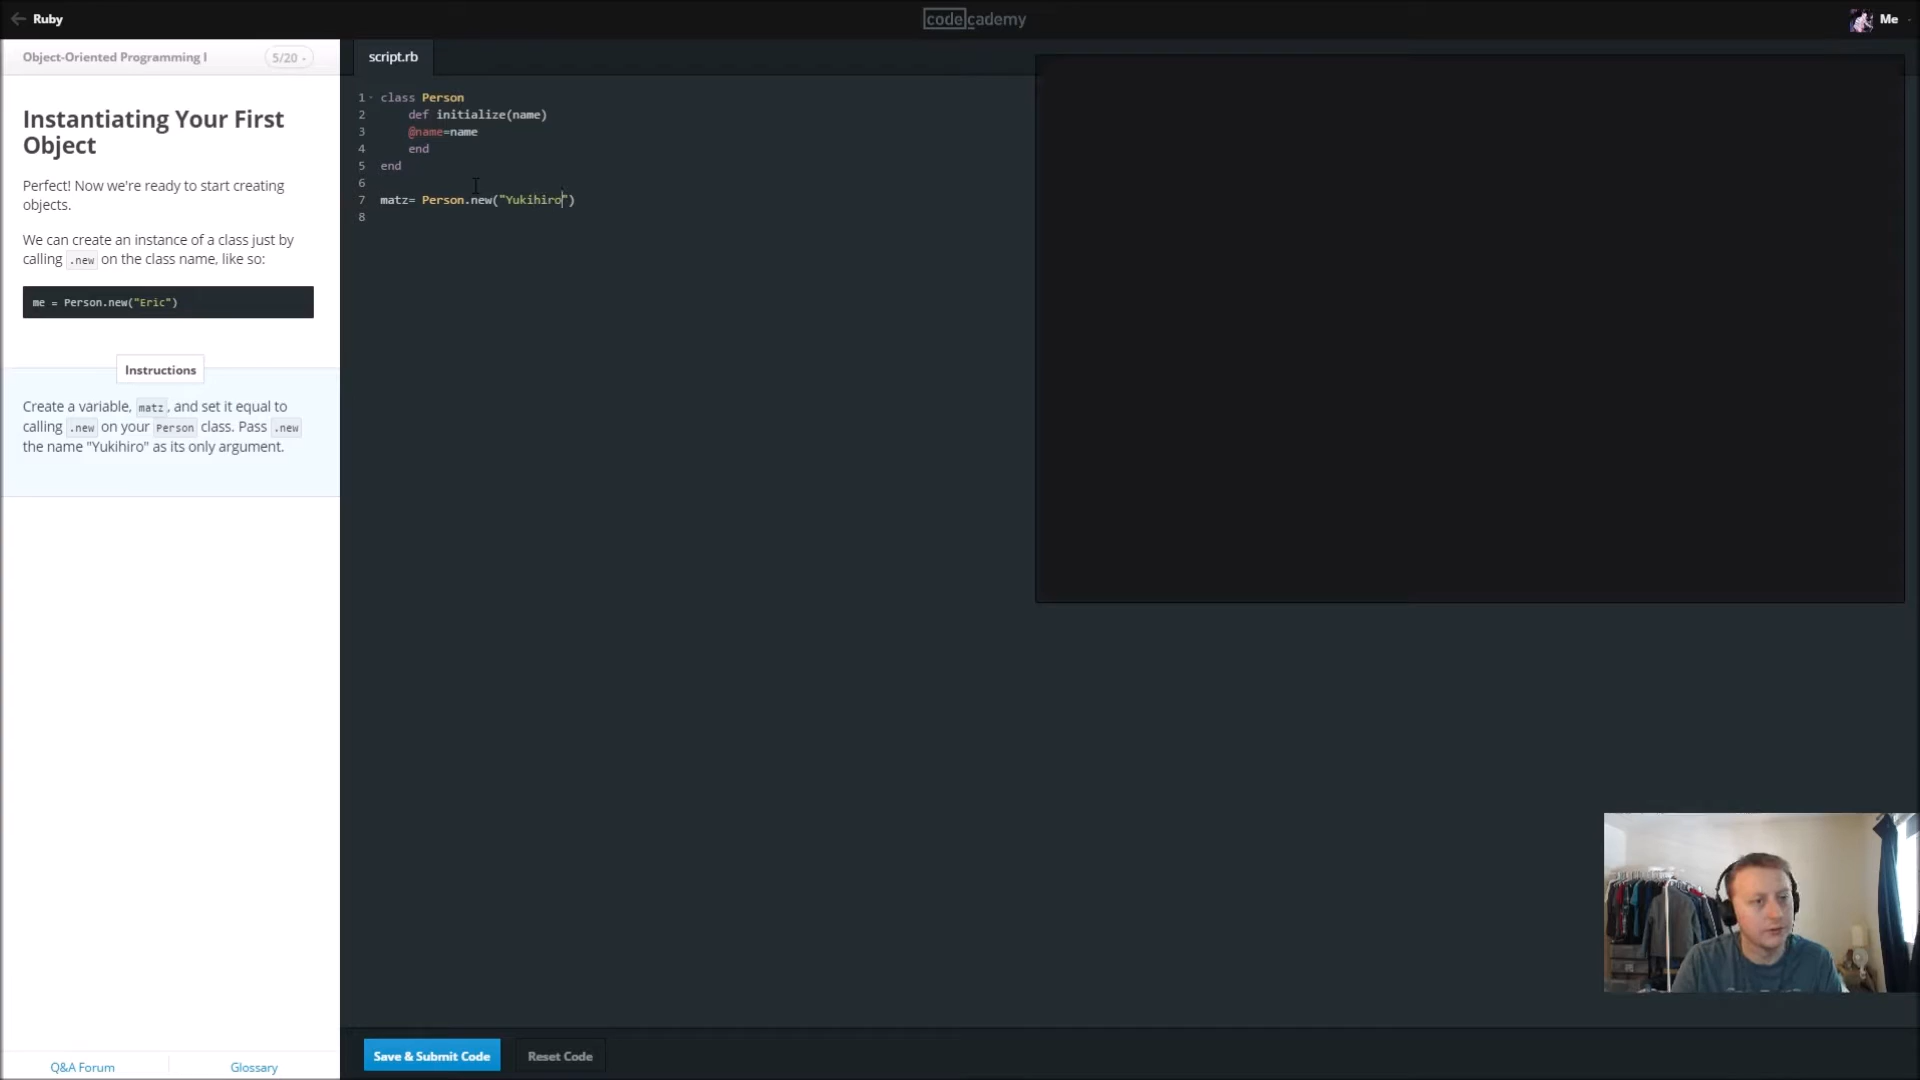 Ruby
codecademy
Me
Object-Oriented Programming I
5/20
script.rb
Instantiating Your First
Object
Perfect! Now we're ready to start creating
objects.
We can create an instance of a class just by
calling .new on the class name, like so:
me = Person.new("Eric")
Instructions
Create a variable, matz, and set it equal to
calling .new on your Person class. Pass .new
the name "Yukihiro" as its only argument.
1 class Person
2 def initialize(name)
3 @name=name
4 end
5 end
6
7 matz= Person.new("Yukihiro")
8
Q&A Forum
Glossary
Save & Submit Code
Reset Code